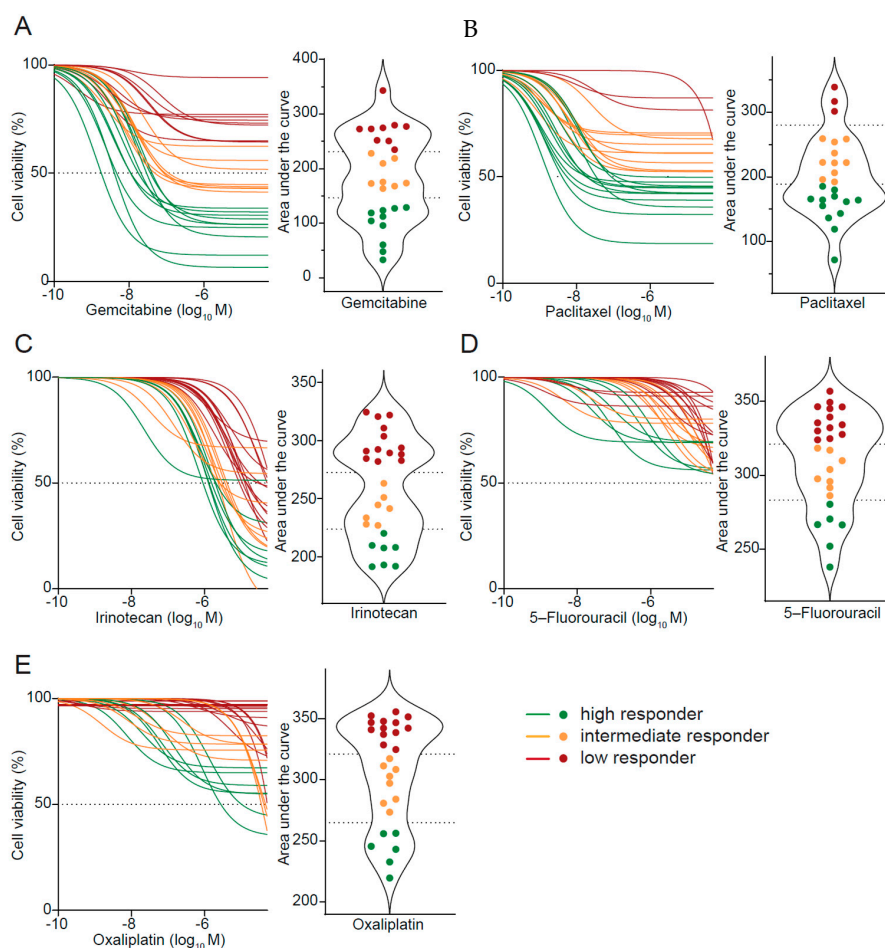 A
Cell viability (%)
100
50
0
-10
-8
-6
Gemcitabine (log10 M)
Area under the curve
400
300
200
100
0
Gemcitabine
B
Cell viability (%)
100
50
0
-10
-8
-6
Paclitaxel (log10 M)
Area under the curve
300
200
100
Paclitaxel
C
Cell viability (%)
100
50
0
-10
-8
-6
Irinotecan (log10 M)
Area under the curve
350
300
250
200
Irinotecan
D
Cell viability (%)
100
50
0
-10
-8
-6
5–Fluorouracil (log10 M)
Area under the curve
350
300
250
5–Fluorouracil
E
Cell viability (%)
100
50
0
-10
-8
-6
Oxaliplatin (log10 M)
Area under the curve
350
300
250
200
Oxaliplatin
high responder
intermediate responder
low responder